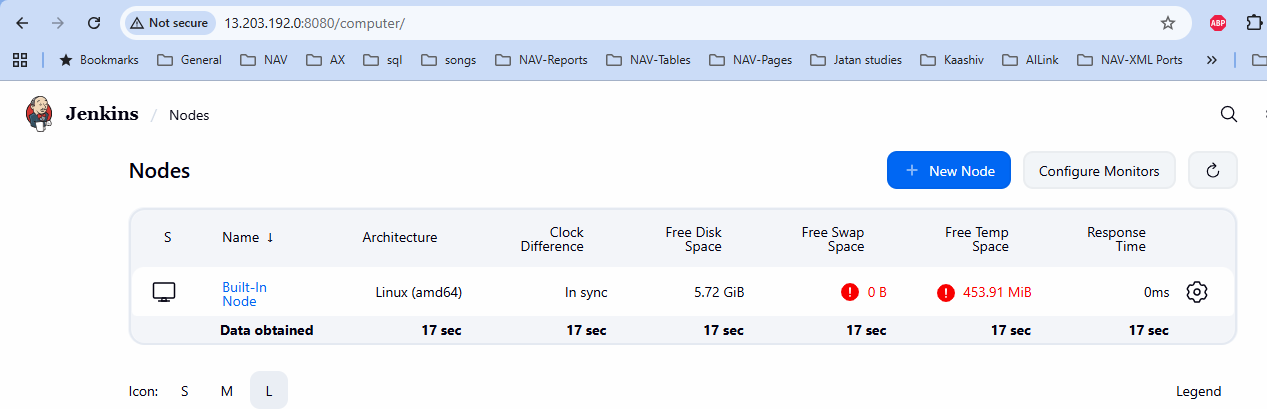 Not secure 13.203.192.0:8080/computer/ ABP
Bookmarks General NAV AX sql songs NAV-Reports NAV-Tables NAV-Pages Jatan studies Kaashiv AILink NAV-XML Ports »
Jenkins / Nodes
Nodes + New Node Configure Monitors
S Name ↓ Architecture Clock Difference Free Disk Space Free Swap Space Free Temp Space Response Time
Built-In Node Linux (amd64) In sync 5.72 GiB 0 B 453.91 MiB 0ms
Data obtained 17 sec 17 sec 17 sec 17 sec 17 sec 17 sec
Icon: S M L Legend